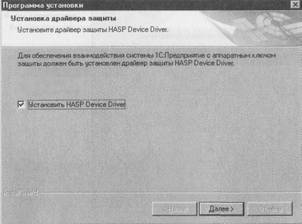 Программа установки
Установка драйвера защиты
Установите драйвер защиты HASP Device Driver.
Для обеспечения взаимодействия системы 1С:Предприятие с аппаратным ключом
защиты должен быть установлен драйвер защиты HASP Device Driver.
Установить HASP Device Driver
InstallShield
< Назад Далее > Отмена